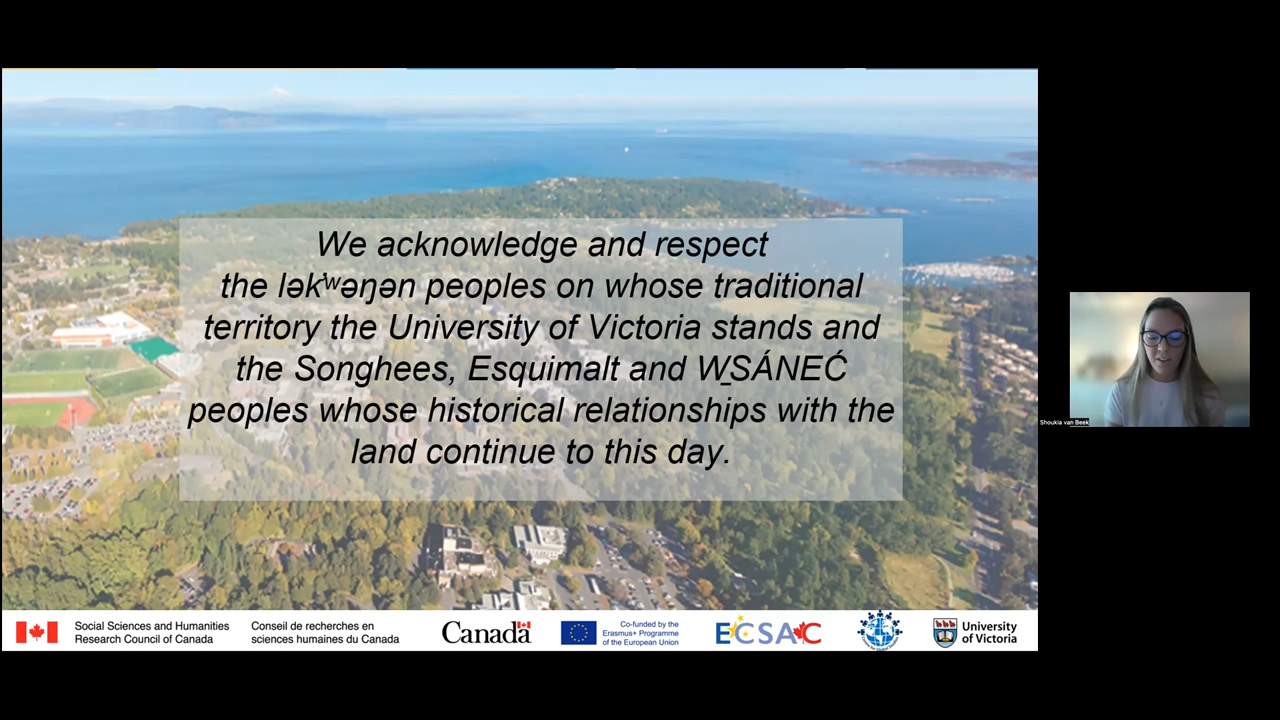 We acknowledge and respect
the lək̓ʷəŋən peoples on whose traditional
territory the University of Victoria stands and
the Songhees, Esquimalt and W̱SÁNEĆ
peoples whose historical relationships with the
land continue to this day.
Shoukia van Beek
Social Sciences and Humanities
Research Council of Canada
Conseil de recherches en
sciences humaines du Canada
Canada
Co-funded by the
Erasmus+ Programme
of the European Union
ECSAC
University
of Victoria